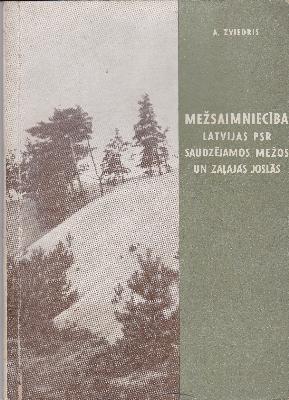 A. ZVIEDRIS
MEŽSAIMNIECĪBA
LATVIJAS PSR
SAUDZĒJAMOS MEŽOS
UN ZAĻAJĀS JOSLĀS